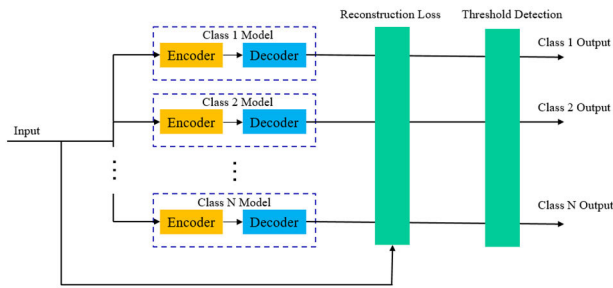 Reconstruction Loss
Threshold Detection
Class 1 Model
Encoder
Decoder
Class 1 Output
Class 2 Model
Encoder
Decoder
Class 2 Output
Input
Class N Model
Encoder
Decoder
Class N Output